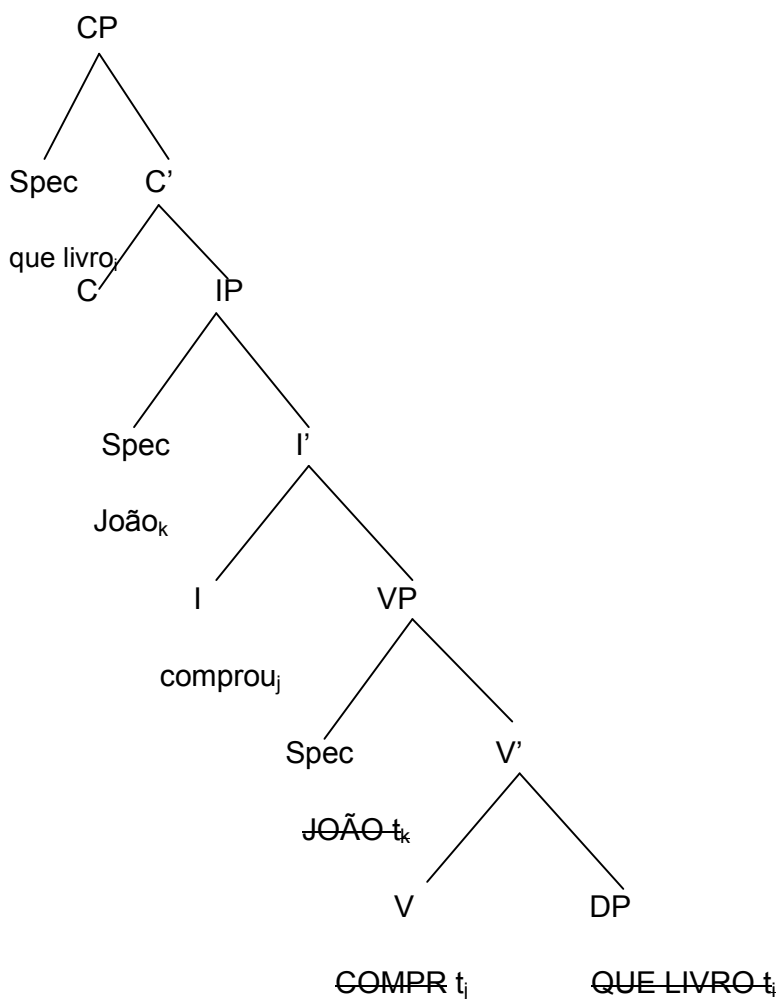 CP
Spec C’
que livroᵢ
C IP
Spec I’
Joãoₖ
I VP
comprouⱼ
Spec V’
JOÃO tₖ
V DP
COMPR tⱼ QUE LIVRO tᵢ